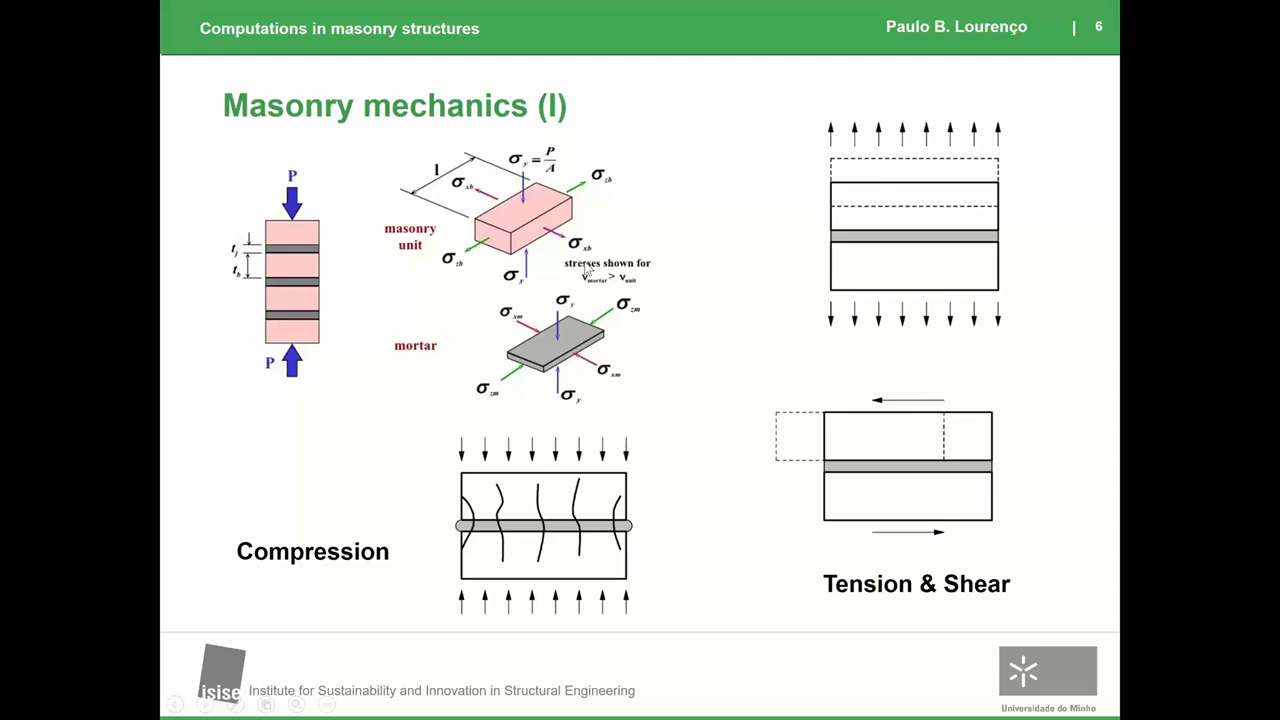 Computations in masonry structures
Paulo B. Lourenço | 6
Masonry mechanics (I)
P
t_j
t_b
P
l
σ_y = P/A
σ_xb
σ_zb
masonry
unit
σ_xb
σ_zb
σ_y
stresses shown for
ν_mortar > ν_unit
σ_y
σ_xm
σ_zm
mortar
σ_xm
σ_zm
σ_y
Compression
Tension & Shear
isise
Institute for Sustainability and Innovation in Structural Engineering
Universidade do Minho